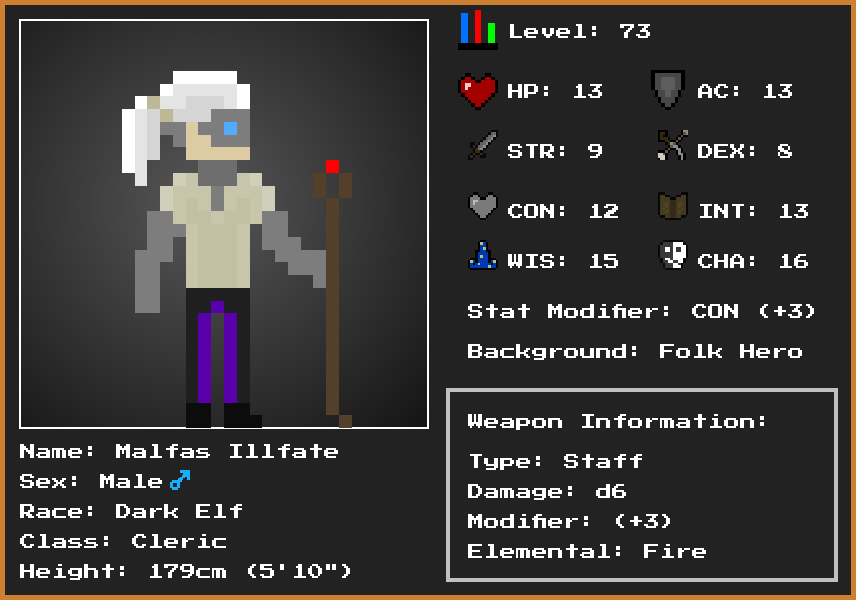 Level: 73
HP: 13
AC: 13
STR: 9
DEX: 8
CON: 12
INT: 13
WIS: 15
CHA: 16
Stat Modifier: CON (+3)
Background: Folk Hero
Weapon Information:
Type: Staff
Damage: d6
Modifier: (+3)
Elemental: Fire
Name: Malfas Illfate
Sex: Male♂
Race: Dark Elf
Class: Cleric
Height: 179cm (5'10")